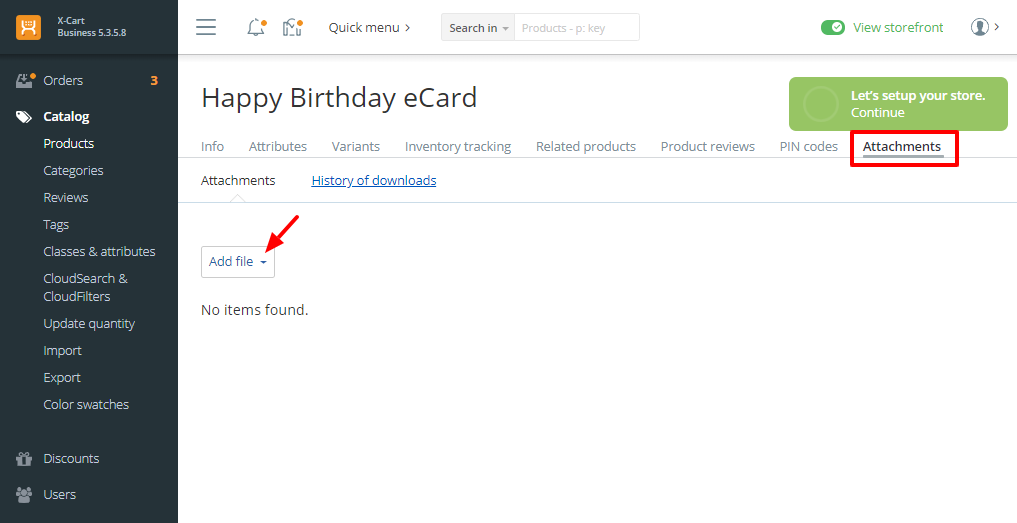 X-Cart
Business 5.3.5.8
Quick menu
Search in
Products - p: key
View storefront
Orders
3
Catalog
Products
Categories
Reviews
Tags
Classes & attributes
CloudSearch &
CloudFilters
Update quantity
Import
Export
Color swatches
Discounts
Users
Happy Birthday eCard
Let's setup your store.
Continue
Info Attributes Variants Inventory tracking Related products Product reviews PIN codes Attachments
Attachments History of downloads
Add file
No items found.